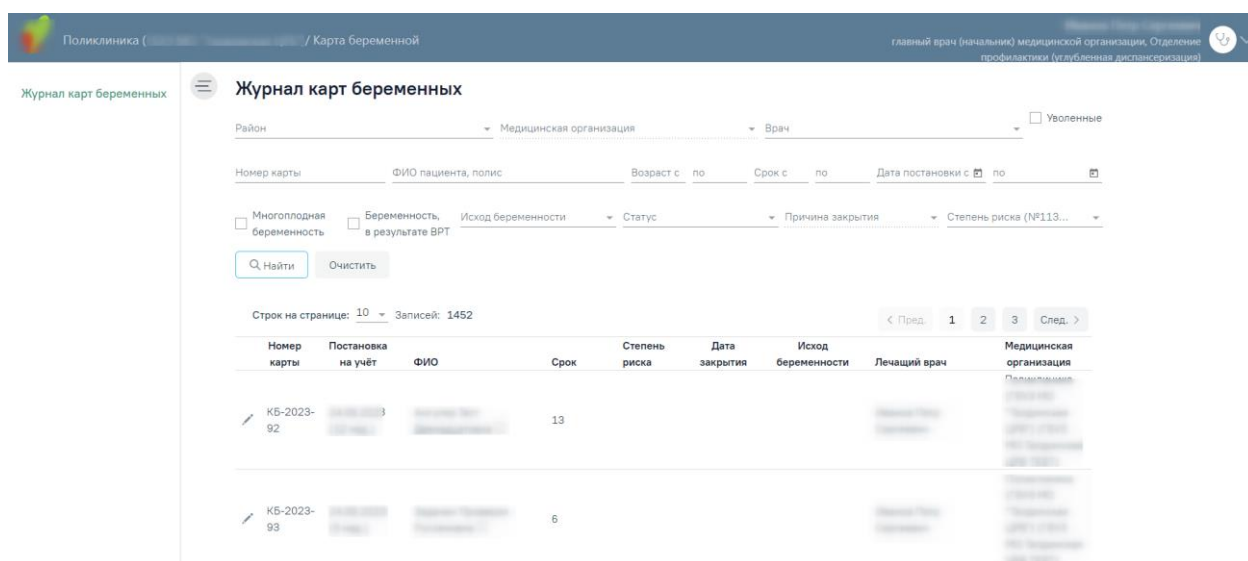 Поликлиника ( / Карта беременной
главный врач (начальник) медицинской организации, Отделение
профилактики (углубленная диспансеризация)
Журнал карт беременных
Журнал карт беременных
Район Медицинская организация Врач Уволенные
Номер карты ФИО пациента, полис Возраст с по Срок с по Дата постановки с по
Многоплодная Беременность, Исход беременности Статус Причина закрытия Степень риска (№113...
беременность в результате ВРТ
Найти Очистить
Строк на странице: 10 Записей: 1452 < Пред. 1 2 3 След. >
Номер Постановка Степень Дата Исход Медицинская
карты на учёт ФИО Срок риска закрытия беременности Лечащий врач организация
КБ-2023-
92 13
КБ-2023-
93 6